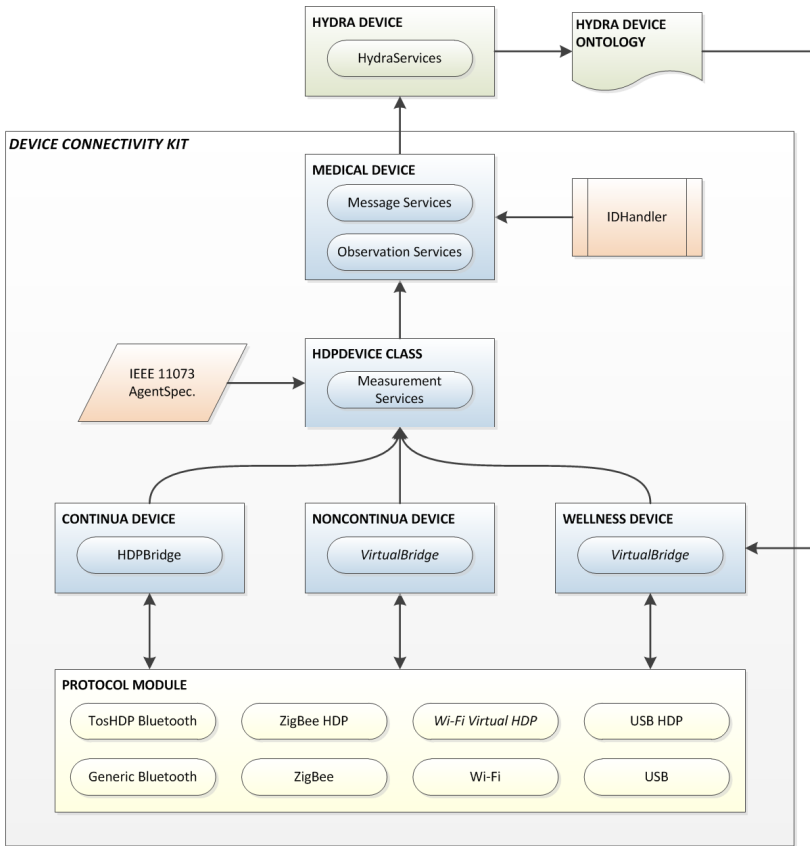 HYDRA DEVICE
HydraServices
HYDRA DEVICE
ONTOLOGY
DEVICE CONNECTIVITY KIT
MEDICAL DEVICE
Message Services
Observation Services
IDHandler
HDPDEVICE CLASS
Measurement
Services
IEEE 11073
AgentSpec.
CONTINUA DEVICE
HDPBridge
NONCONTINUA DEVICE
VirtualBridge
WELLNESS DEVICE
VirtualBridge
PROTOCOL MODULE
TosHDP Bluetooth
ZigBee HDP
Wi-Fi Virtual HDP
USB HDP
Generic Bluetooth
ZigBee
Wi-Fi
USB